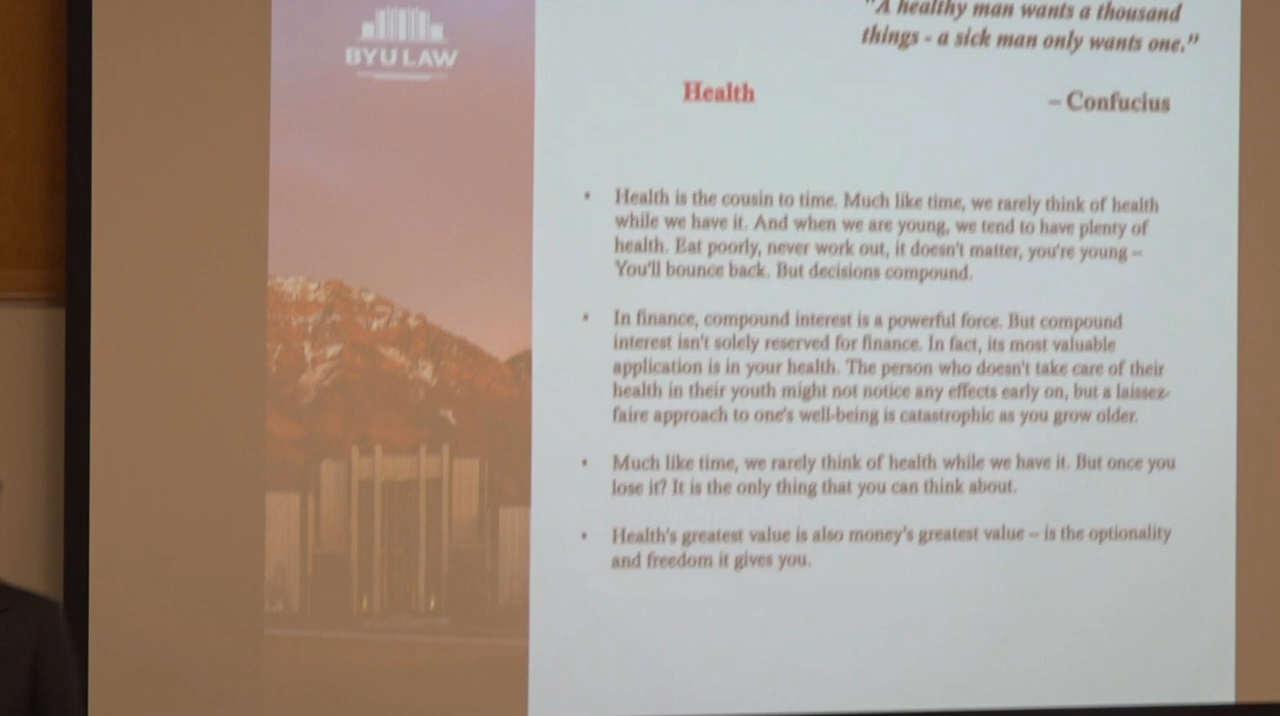 BYU LAW
"A healthy man wants a thousand
things - a sick man only wants one."
Health
– Confucius
• Health is the cousin to time. Much like time, we rarely think of health
while we have it. And when we are young, we tend to have plenty of
health. Eat poorly, never work out, it doesn't matter, you're young –
You'll bounce back. But decisions compound.
• In finance, compound interest is a powerful force. But compound
interest isn't solely reserved for finance. In fact, its most valuable
application is in your health. The person who doesn't take care of their
health in their youth might not notice any effects early on, but a laissez-
faire approach to one's well-being is catastrophic as you grow older.
• Much like time, we rarely think of health while we have it. But once you
lose it? It is the only thing that you can think about.
• Health's greatest value is also money's greatest value – is the optionality
and freedom it gives you.